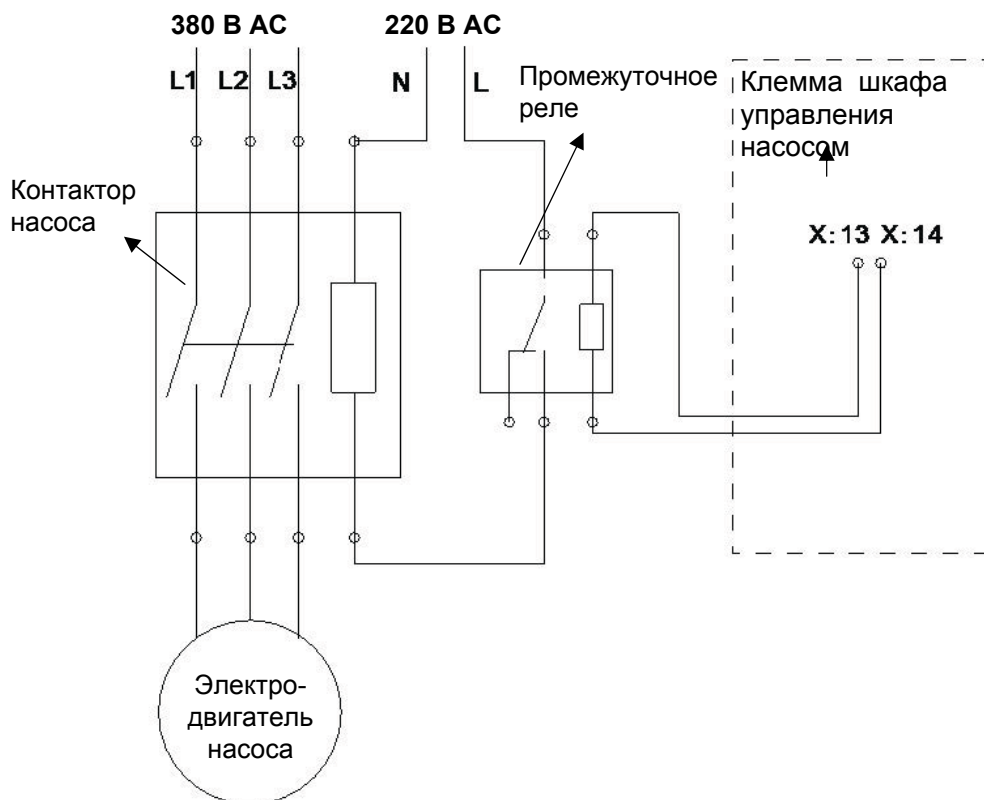 380 В АС
220 В АС
L1 L2 L3
N L
Промежуточное
реле
Клемма шкафа
управления
насосом
Контактор
насоса
X:13 X:14
Электро-
двигатель
насоса